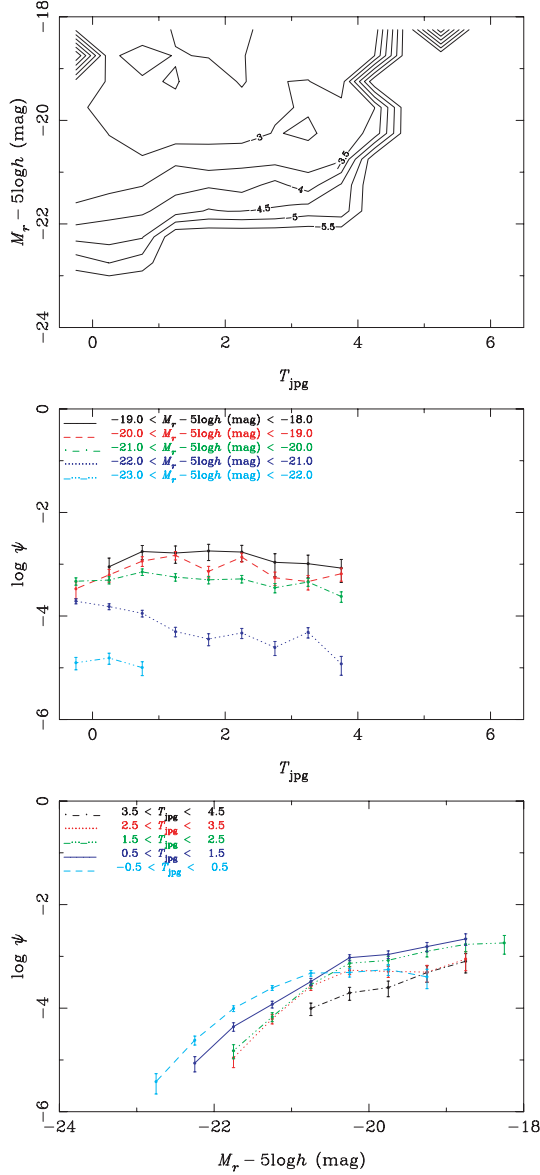 −18
−20
−22
−24
M_r − 5logh (mag)
−3
−3.5
−4
−4.5
−5
−5.5
0 2 4 6
T_jpg
0
−2
−4
−6
log ψ
−19.0 < M_r − 5logh (mag) < −18.0
−20.0 < M_r − 5logh (mag) < −19.0
−21.0 < M_r − 5logh (mag) < −20.0
−22.0 < M_r − 5logh (mag) < −21.0
−23.0 < M_r − 5logh (mag) < −22.0
0 2 4 6
T_jpg
0
−2
−4
−6
log ψ
3.5 < T_jpg < 4.5
2.5 < T_jpg < 3.5
1.5 < T_jpg < 2.5
0.5 < T_jpg < 1.5
−0.5 < T_jpg < 0.5
−24 −22 −20 −18
M_r − 5logh (mag)